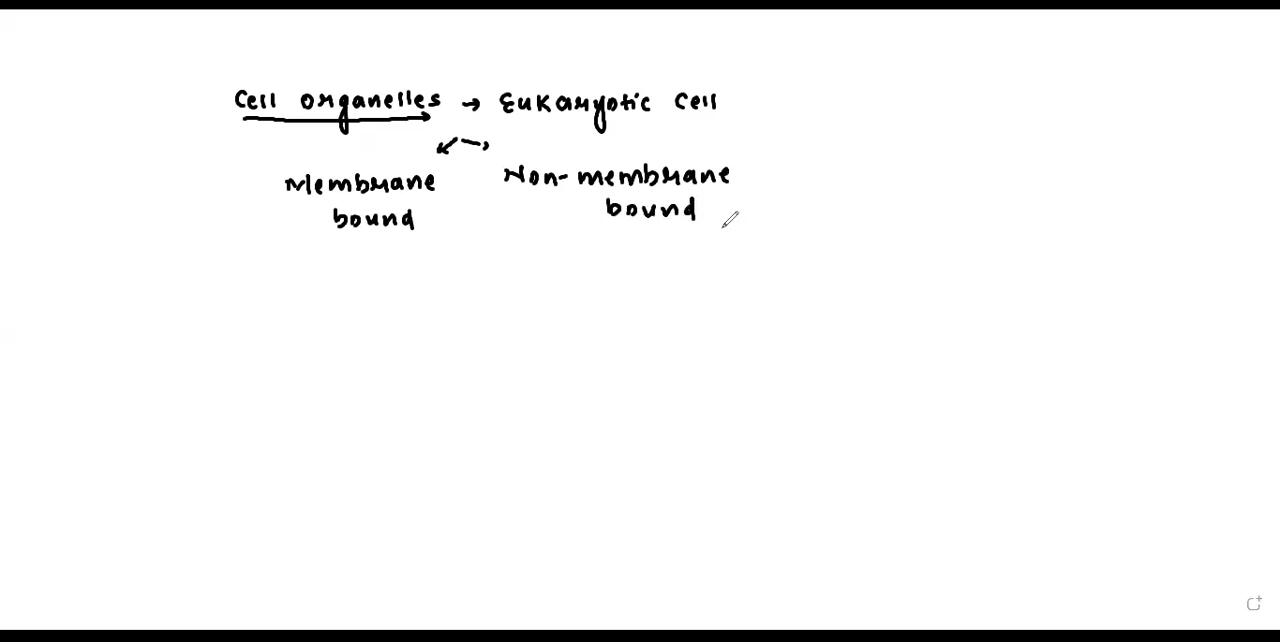 Cell organelles → Eukaryotic Cell
Membrane
bound
Non-membrane
bound